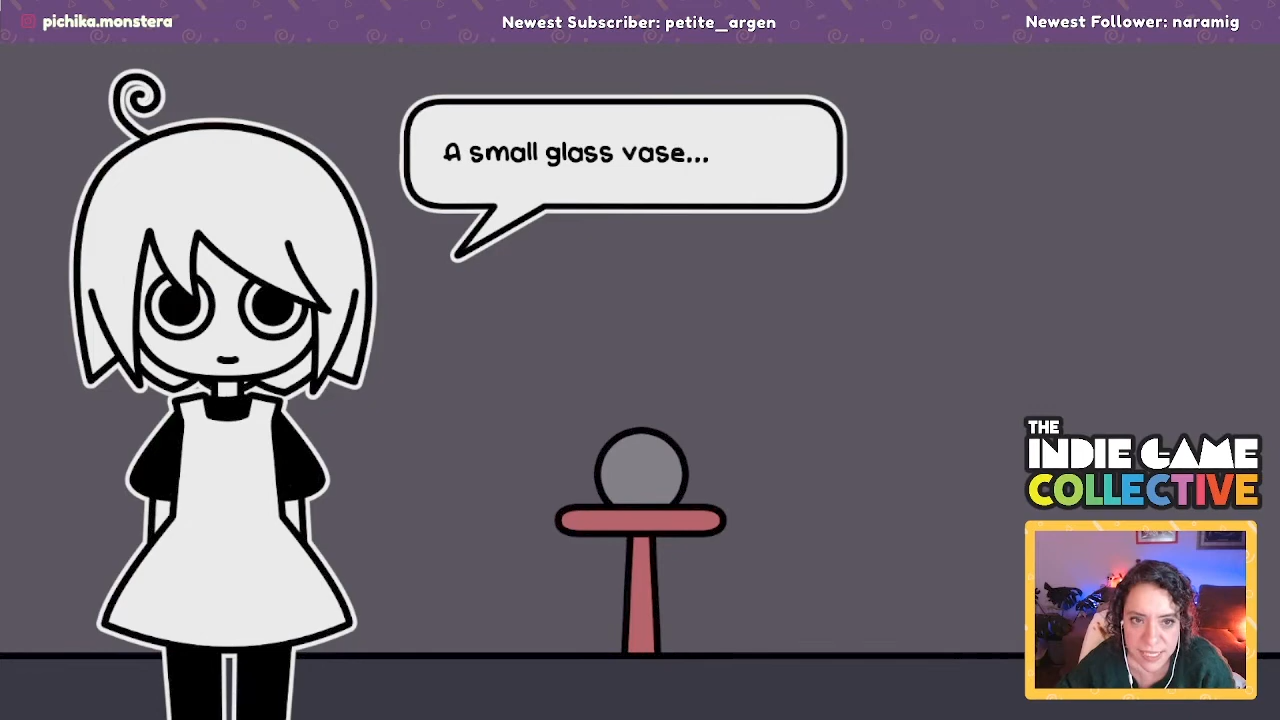 pichika.monstera
Newest Subscriber: petite_argen
Newest Follower: naramig
A small glass vase...
THE
INDIE GAME
COLLECTIVE